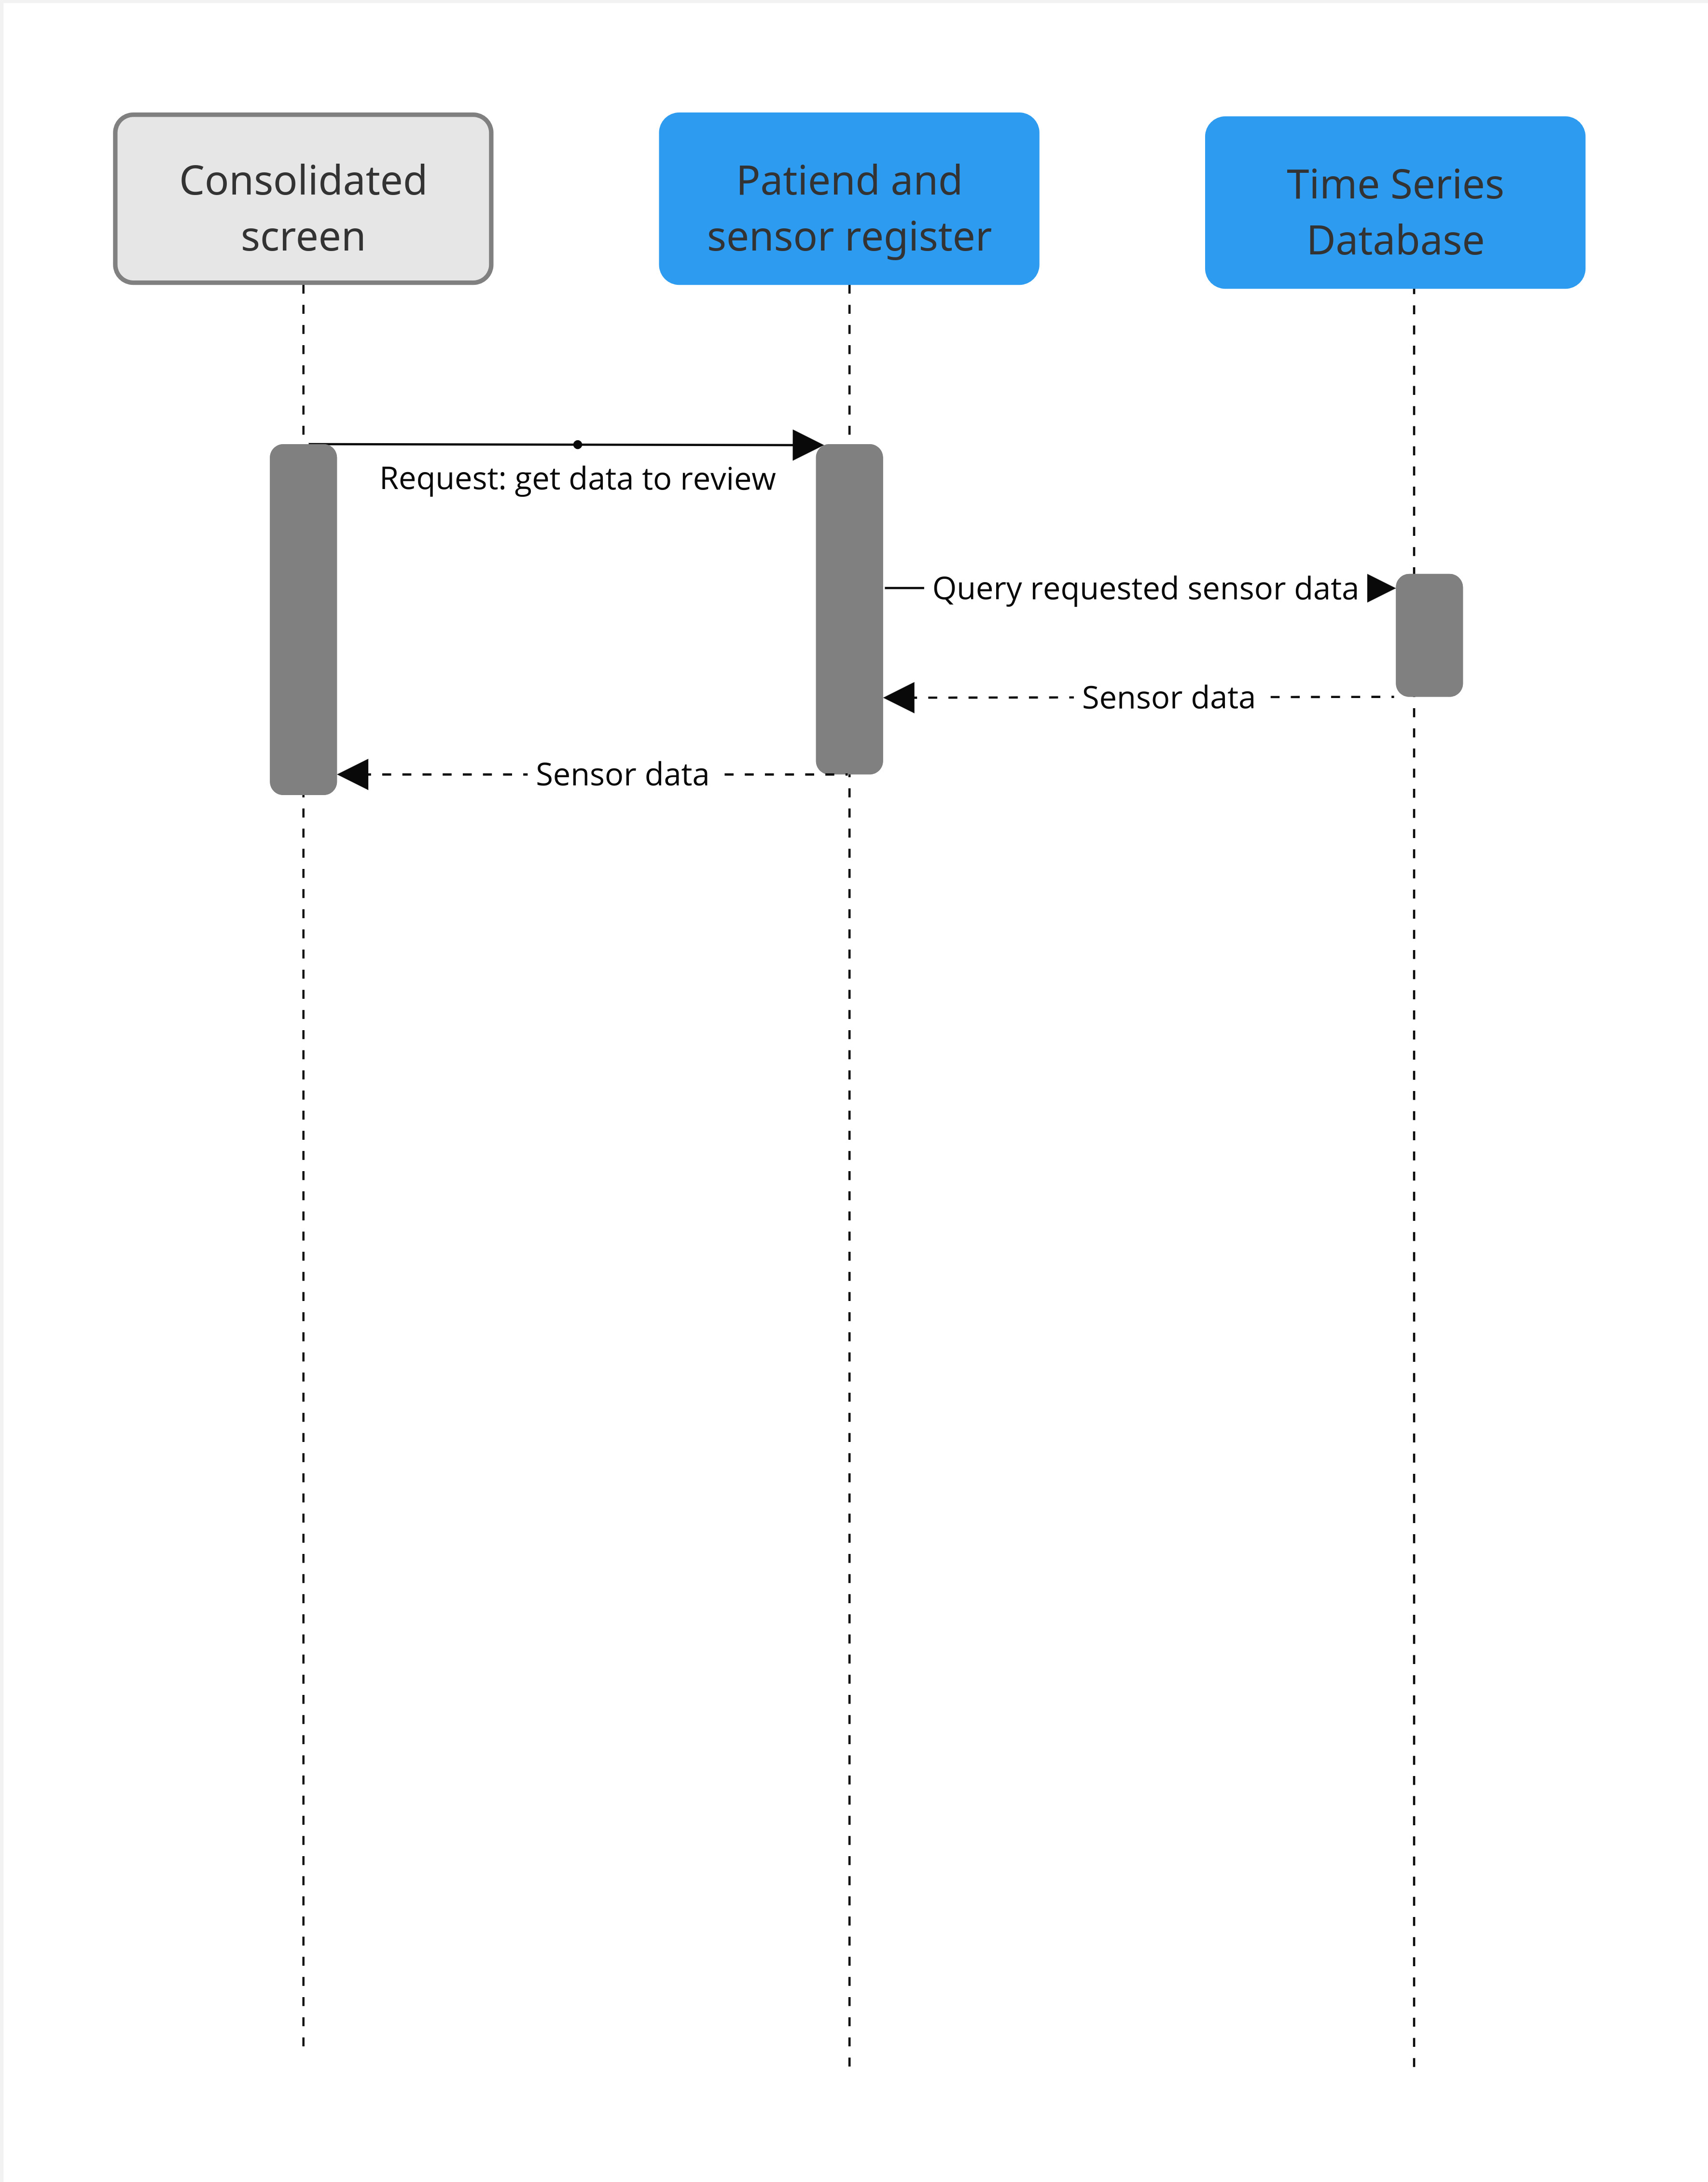 Consolidated
screen
Patiend and
sensor register
Time Series
Database
Request: get data to review
Query requested sensor data
Sensor data
Sensor data